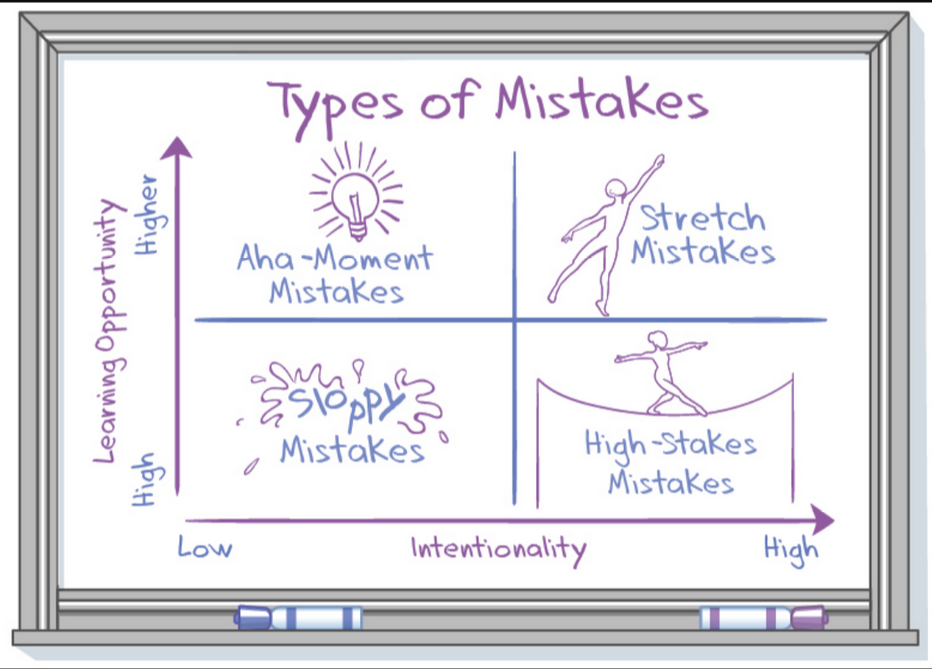 Types of Mistakes
Learning Opportunity
Higher
High
Aha-Moment
Mistakes
Stretch
Mistakes
Sloppy
Mistakes
High-Stakes
Mistakes
Low
Intentionality
High